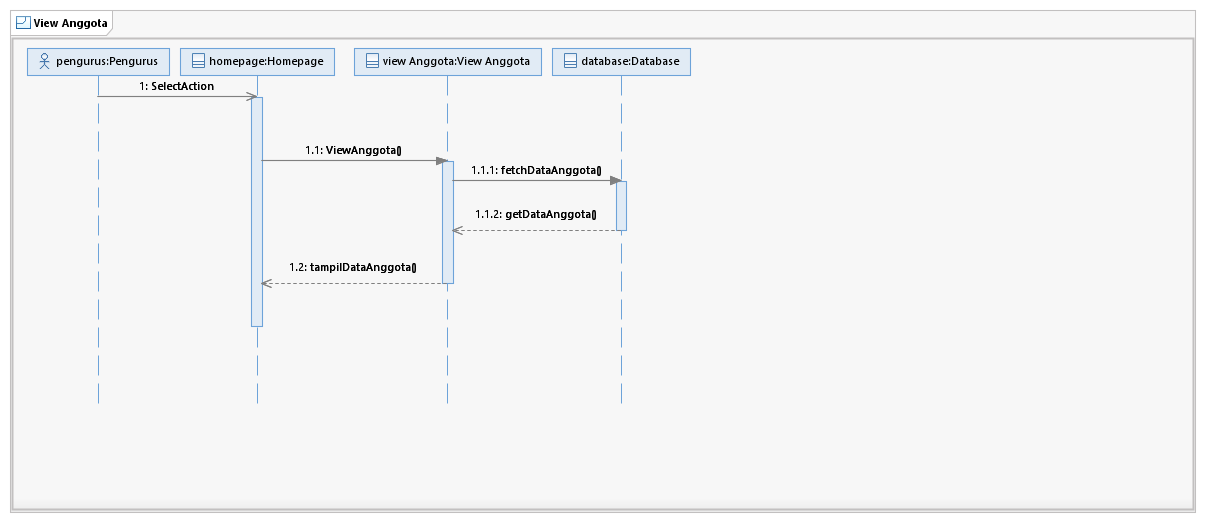 View Anggota
pengurus:Pengurus
homepage:Homepage
view Anggota:View Anggota
database:Database
1: SelectAction
1.1: ViewAnggota()
1.1.1: fetchDataAnggota()
1.1.2: getDataAnggota()
1.2: tampilDataAnggota()